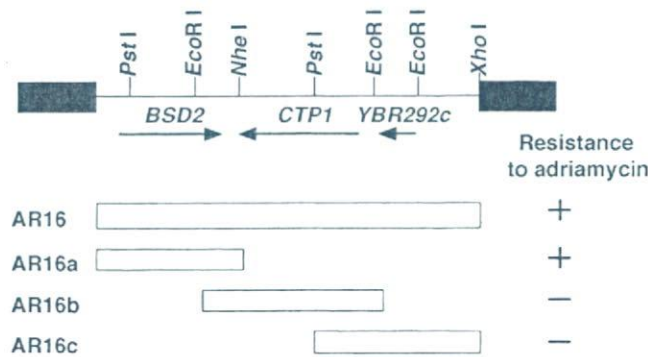 Pst I EcoR I Nhe I Pst I EcoR I EcoR I Xho I
BSD2 CTP1 YBR292c
Resistance
to adriamycin
AR16 +
AR16a +
AR16b −
AR16c −